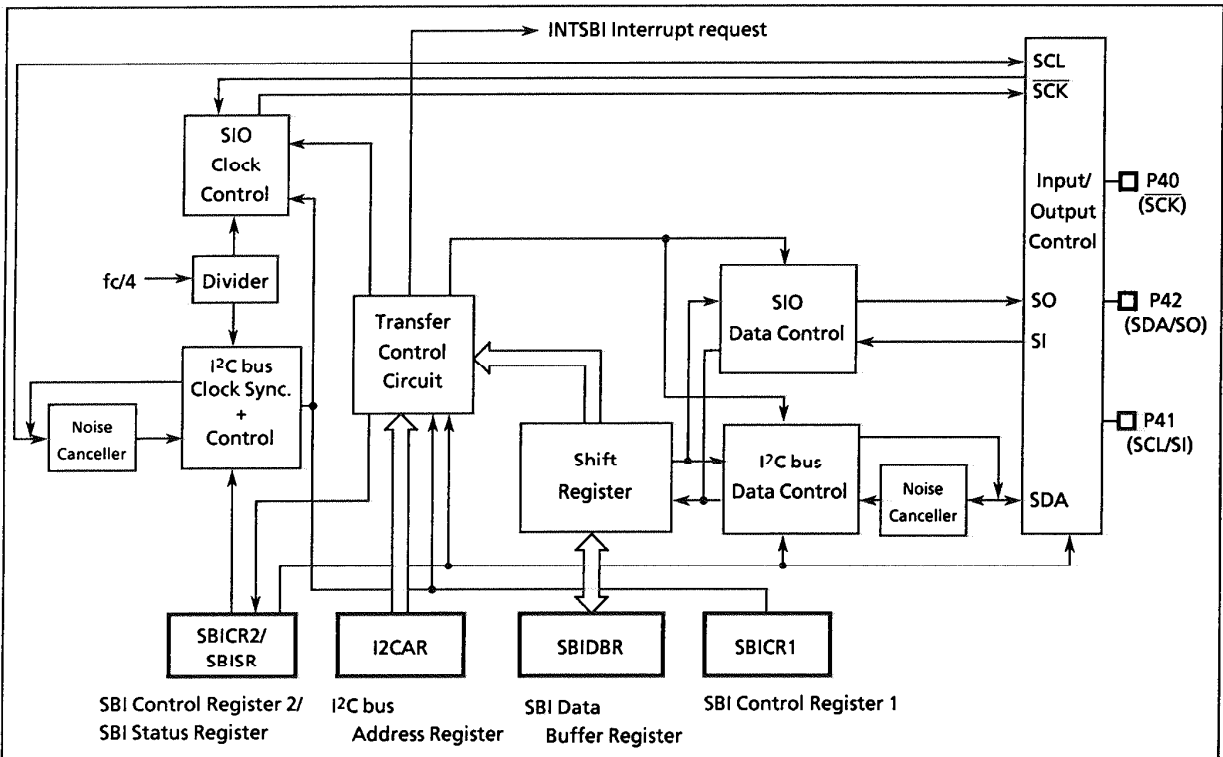 INTSBI Interrupt request
SCL
SCK
SIO
Clock
Control
Input/
Output
Control
P40
(SCK)
fc/4
Divider
SIO
Data Control
SO
SI
P42
(SDA/SO)
Transfer
Control
Circuit
I²C bus
Clock Sync.
+
Control
Noise
Canceller
P41
(SCL/SI)
Shift
Register
I²C bus
Data Control
Noise
Canceller
SDA
SBICR2/
SBISR
I2CAR
SBIDBR
SBICR1
SBI Control Register 2/
SBI Status Register
I²C bus
Address Register
SBI Data
Buffer Register
SBI Control Register 1